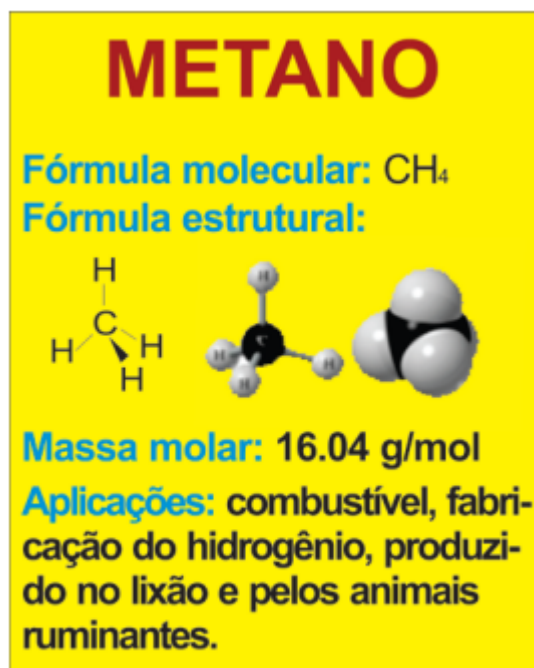 METANO
Fórmula molecular: CH₄
Fórmula estrutural:
H
C
H
H
H
H
C
H
H
H
Massa molar: 16.04 g/mol
Aplicações: combustível, fabri-
cação do hidrogênio, produzi-
do no lixão e pelos animais
ruminantes.